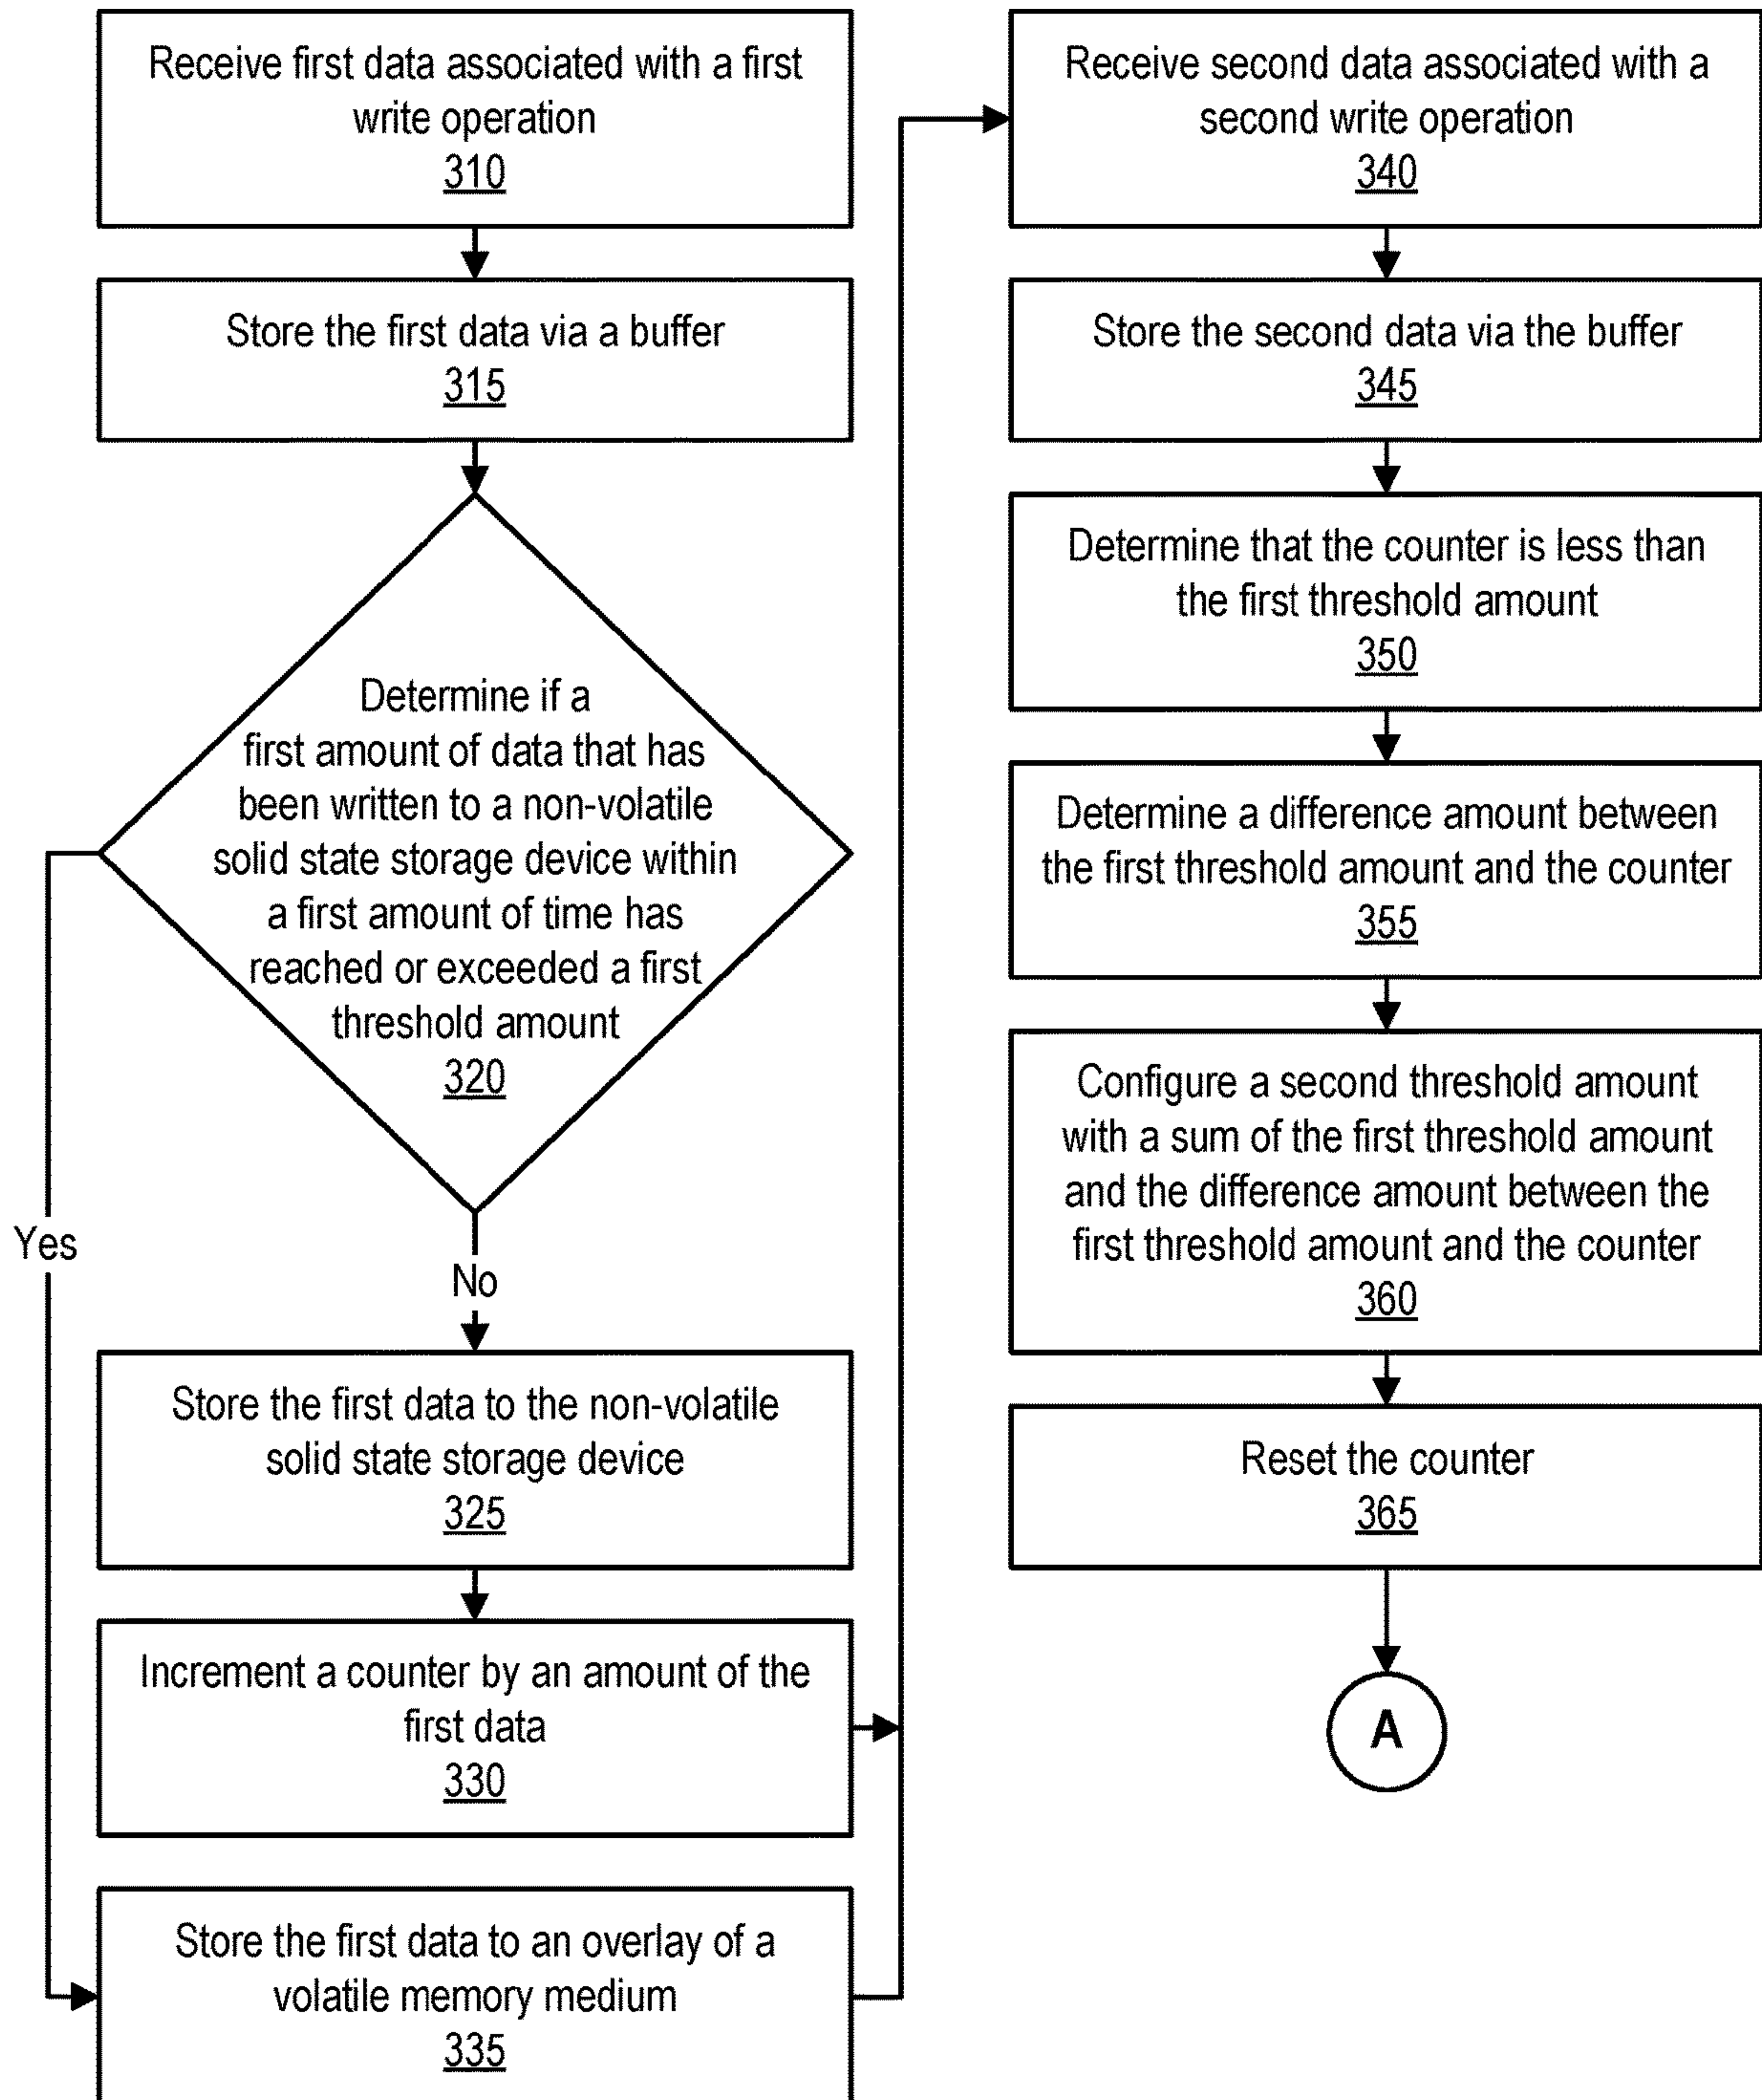 Receive first data associated with a first
write operation
310
Store the first data via a buffer
315
Determine if a
first amount of data that has
been written to a non-volatile
solid state storage device within
a first amount of time has
reached or exceeded a first
threshold amount
320
Yes
No
Store the first data to the non-volatile
solid state storage device
325
Increment a counter by an amount of the
first data
330
Store the first data to an overlay of a
volatile memory medium
335
Receive second data associated with a
second write operation
340
Store the second data via the buffer
345
Determine that the counter is less than
the first threshold amount
350
Determine a difference amount between
the first threshold amount and the counter
355
Configure a second threshold amount
with a sum of the first threshold amount
and the difference amount between the
first threshold amount and the counter
360
Reset the counter
365
A